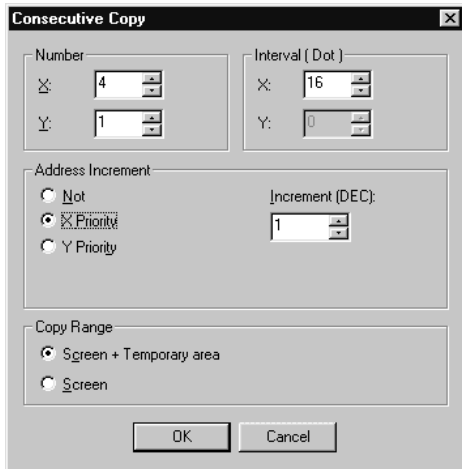 Consecutive Copy
Number
X: 4
Y: 1
Interval ( Dot )
X: 16
Y: 0
Address Increment
Not
X Priority
Y Priority
Increment (DEC):
1
Copy Range
Screen + Temporary area
Screen
OK Cancel